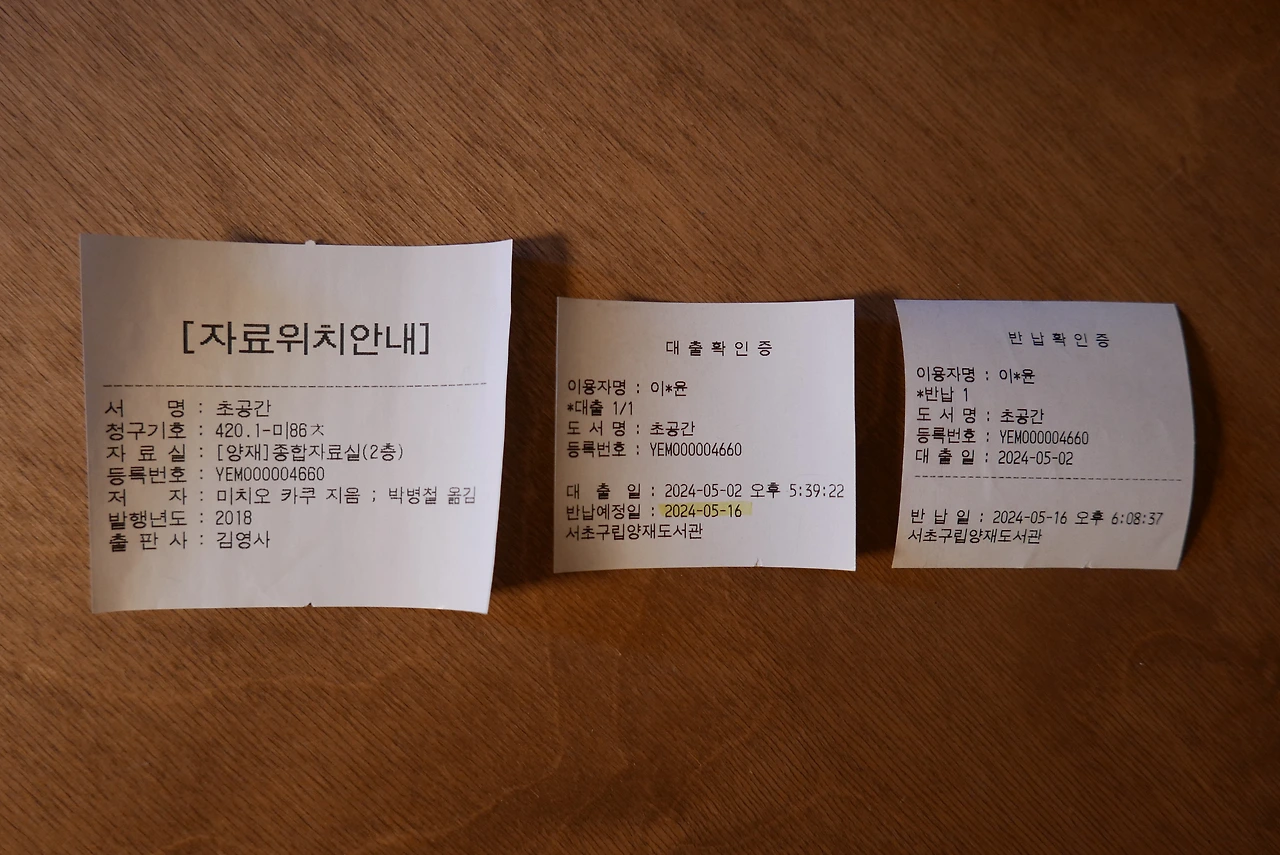 [자료위치안내]
서 명 : 초공간
청구기호 : 420.1-미86ㅊ
자 료 실 : [양재]종합자료실(2층)
등록번호 : YEM000004660
저 자 : 미치오 카쿠 지음 ; 박병철 옮김
발행년도 : 2018
출 판 사 : 김영사
대 출 확 인 증
이용자명 : 이*윤
*대출 1/1
도 서 명 : 초공간
등록번호 : YEM000004660
대 출 일 : 2024-05-02 오후 5:39:22
반납예정일 : 2024-05-16
서초구립양재도서관
반 납 확 인 증
이용자명 : 이*윤
*반납 1
도 서 명 : 초공간
등록번호 : YEM000004660
대 출 일 : 2024-05-02
반 납 일 : 2024-05-16 오후 6:08:37
서초구립양재도서관